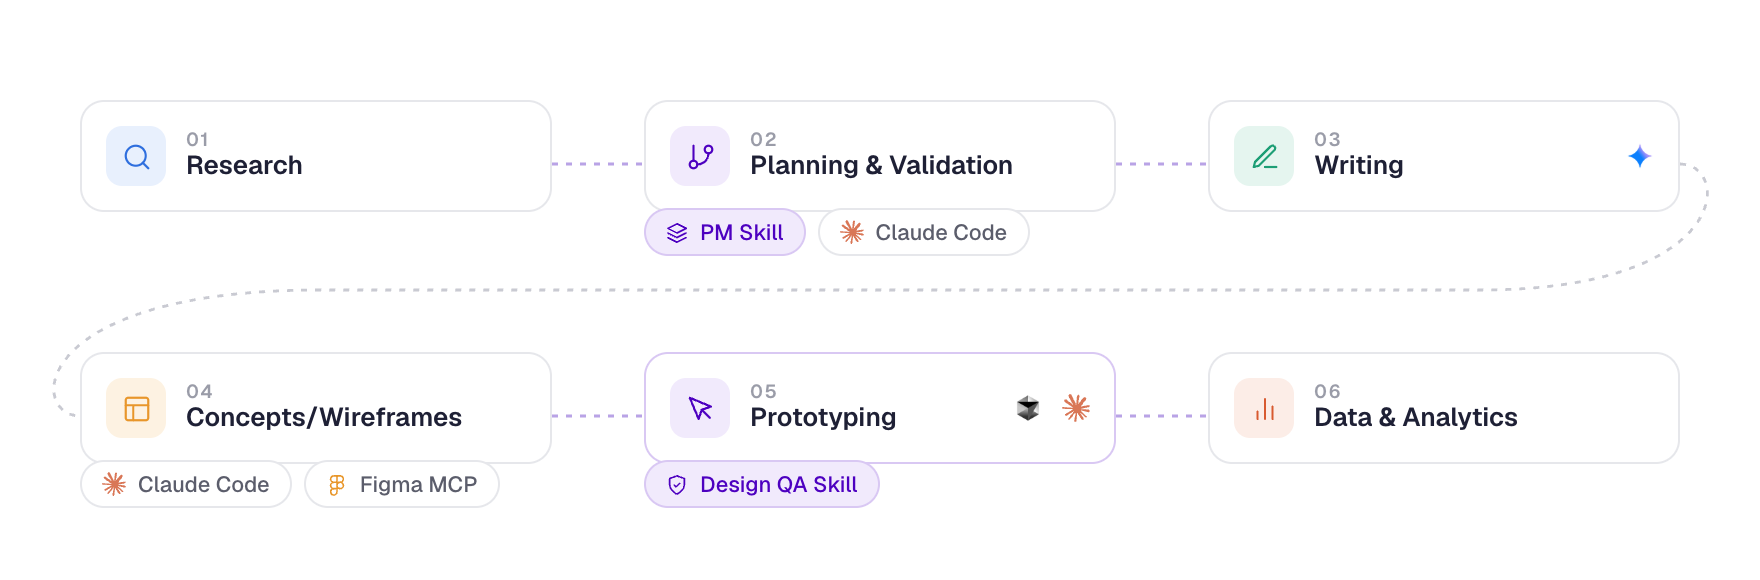 01
Research
02
Planning & Validation
PM Skill
Claude Code
03
Writing
04
Concepts/Wireframes
Claude Code
Figma MCP
05
Prototyping
Design QA Skill
06
Data & Analytics